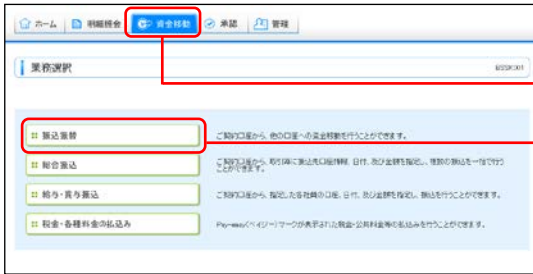 ホーム 明細照会 資金移動 承認 管理
業務選択 BSSK001
振込振替 ご契約口座から、他の口座への資金移動を行うことができます。
総合振込 ご契約口座から、取引毎に振込先口座情報、日付、及び金額を指定し、複数の振込を一括で行う
ことができます。
給与・賞与振込 ご契約口座から、指定した各社員の口座、日付、及び金額を指定し、振込を行うことができます。
税金・各種料金の払込み Pay-easy(ペイジー)マークが表示された税金・公共料金等の払込みを行うことができます。